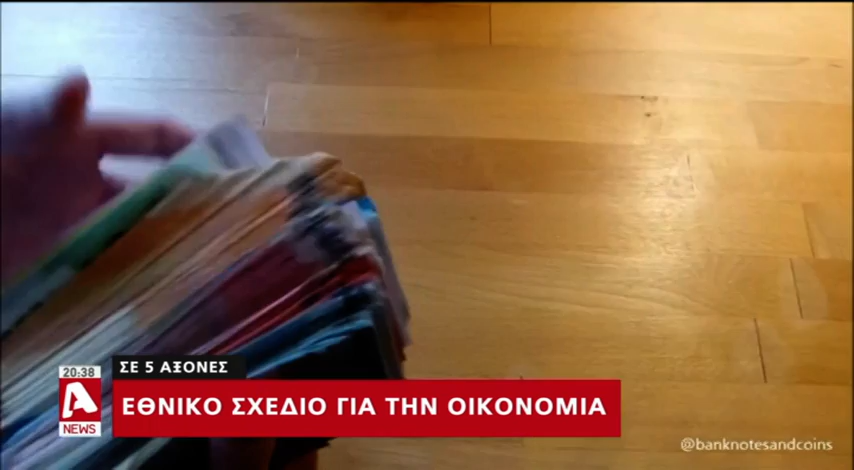 20:38
ΣΕ 5 ΑΞΟΝΕΣ
A
NEWS
ΕΘΝΙΚΟ ΣΧΕΔΙΟ ΓΙΑ ΤΗΝ ΟΙΚΟΝΟΜΙΑ
@banknotesandcoins